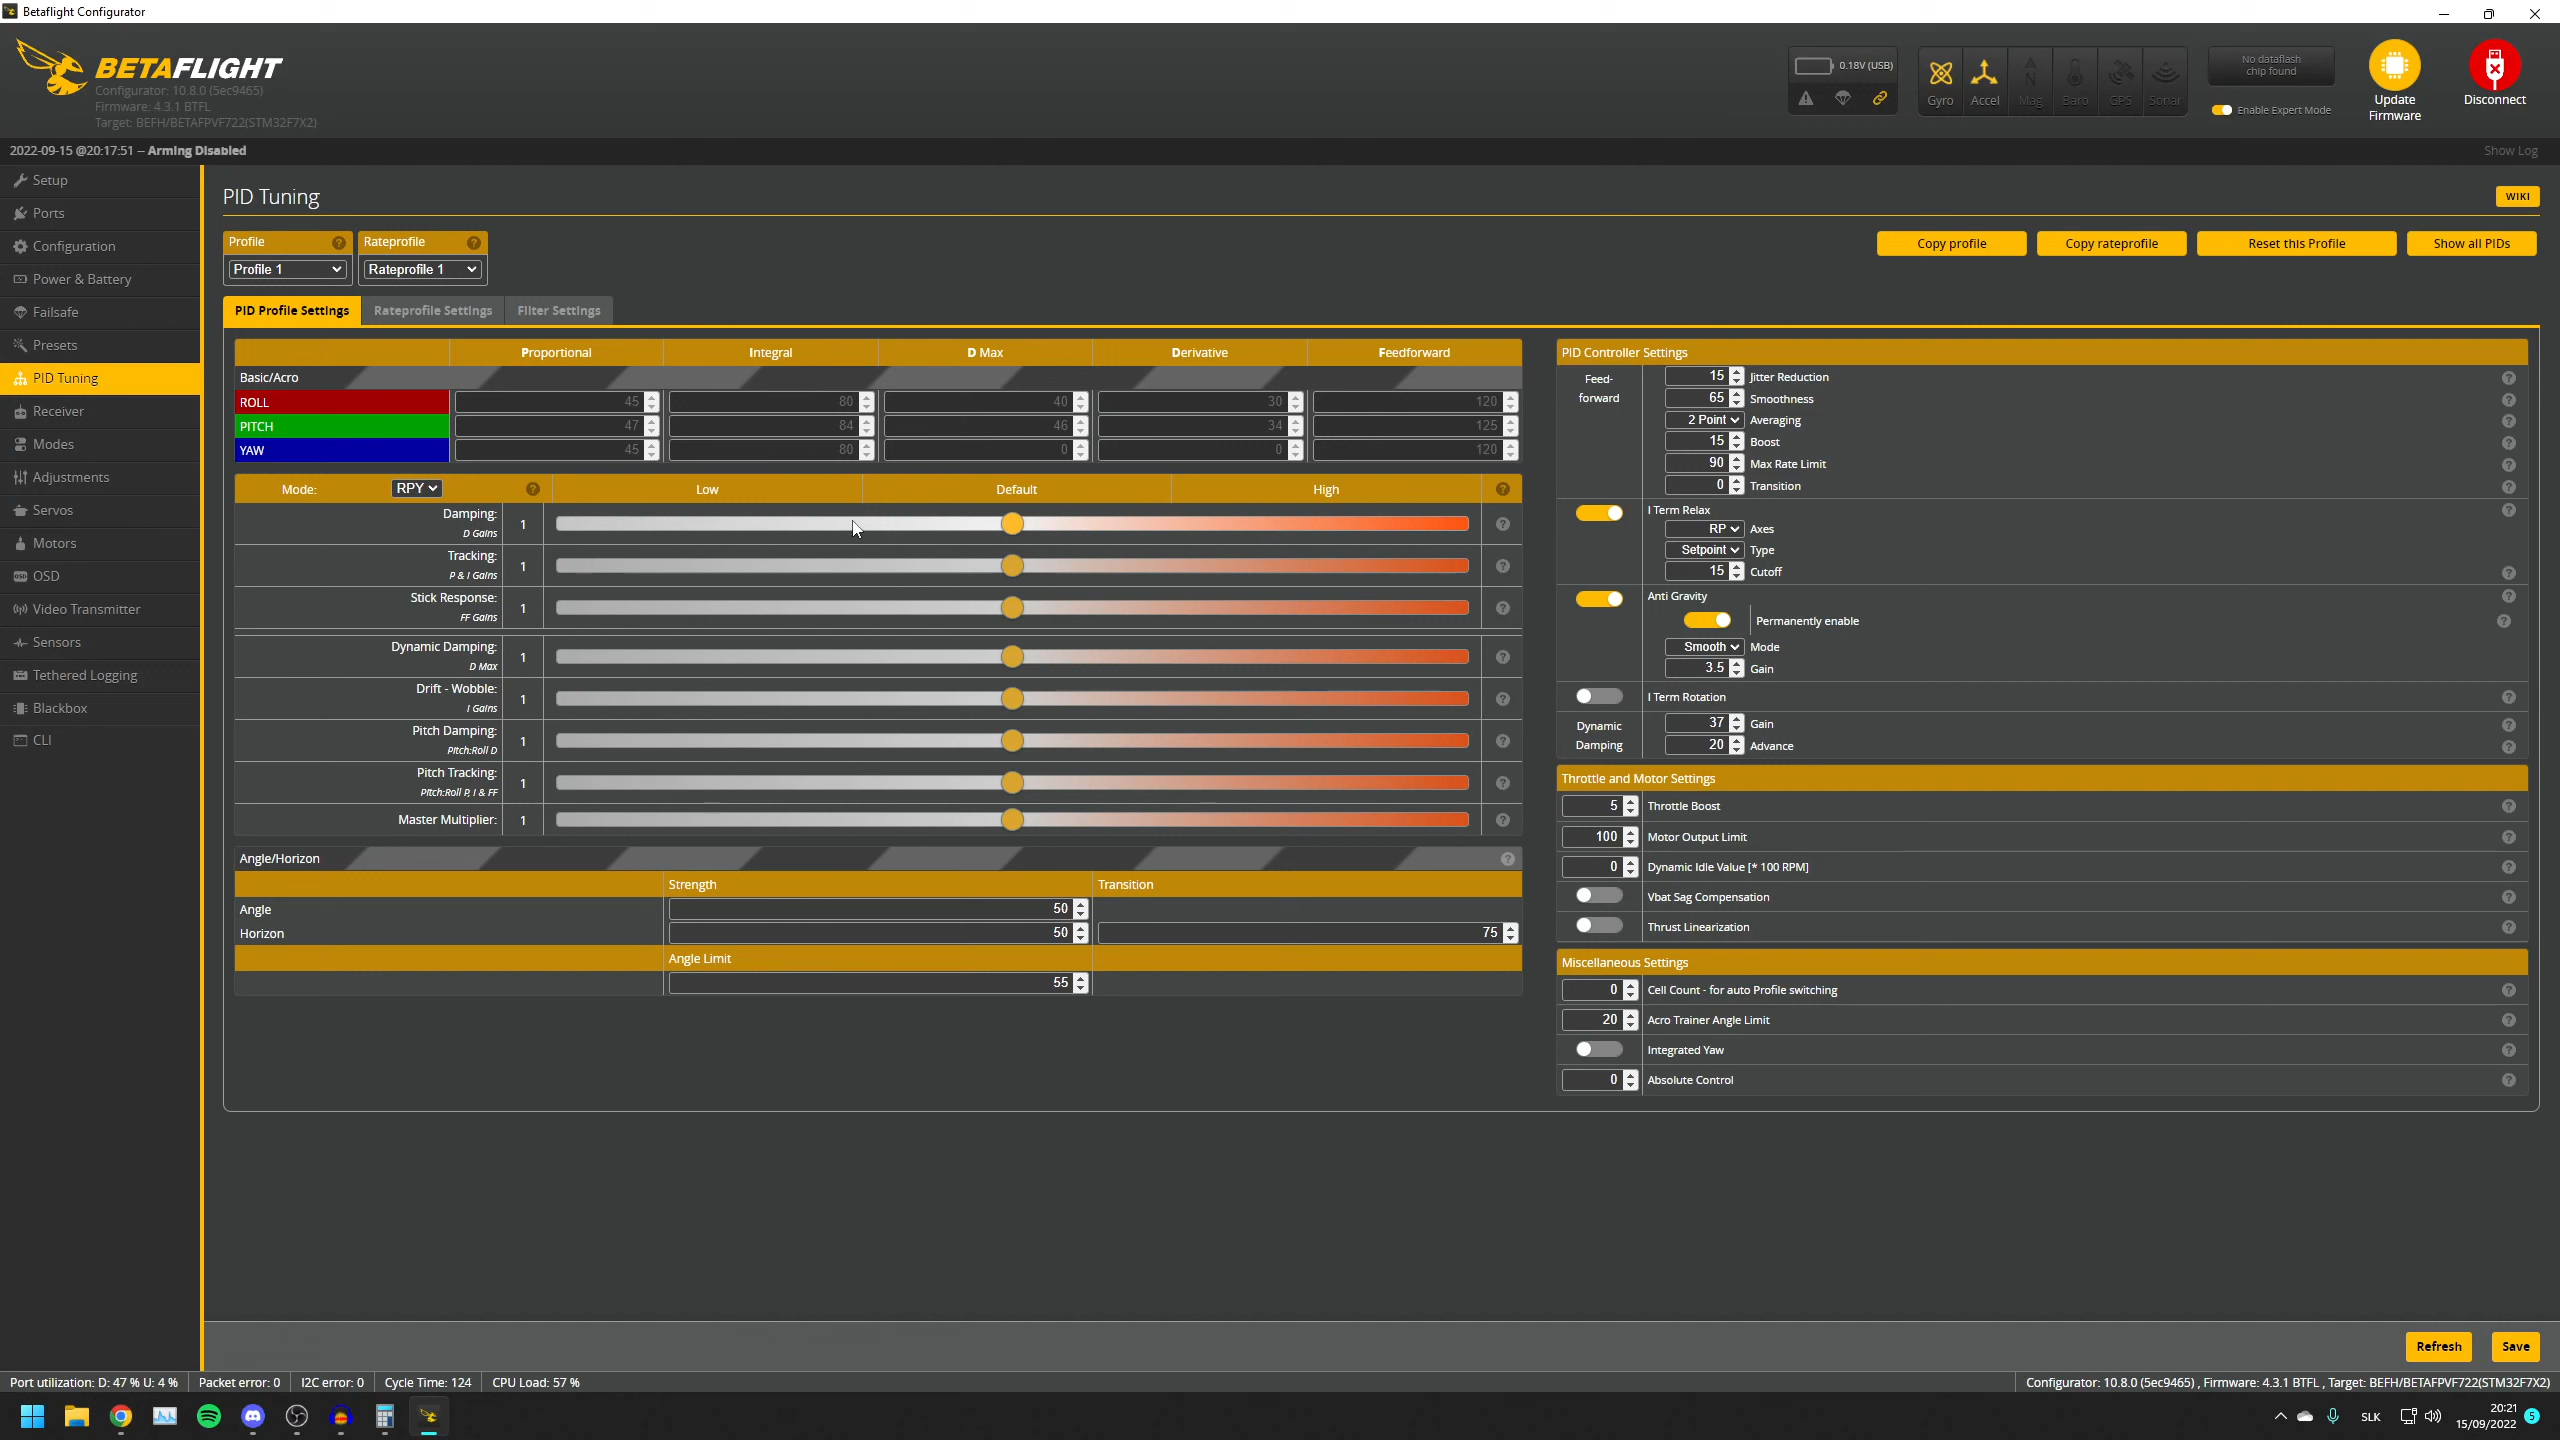 Betaflight Configurator
BETAFLIGHT
Configurator: 10.8.0 (5ec9465)
Firmware: 4.3.1 BTFL
Target: BEFH/BETAFPVF722(STM32F7X2)
0.18V (USB)
Gyro Accel Mag Baro GPS Sonar
No dataflash
chip found
Enable Expert Mode
Update
Firmware
Disconnect
2022-09-15 @20:17:51 -- Arming Disabled
Show Log
Setup
Ports
Configuration
Power & Battery
Failsafe
Presets
PID Tuning
Receiver
Modes
Adjustments
Servos
Motors
OSD
Video Transmitter
Sensors
Tethered Logging
Blackbox
CLI
PID Tuning
WIKI
Profile
Profile 1
Rateprofile
Rateprofile 1
Copy profile
Copy rateprofile
Reset this Profile
Show all PIDs
PID Profile Settings Rateprofile Settings Filter Settings
Proportional Integral D Max Derivative Feedforward
Basic/Acro
ROLL 45 80 40 30 120
PITCH 47 84 46 34 125
YAW 45 80 0 0 120
Mode: RPY Low Default High
Damping: 1
D Gains
Tracking: 1
P & I Gains
Stick Response: 1
FF Gains
Dynamic Damping: 1
D Max
Drift - Wobble: 1
I Gains
Pitch Damping: 1
Pitch:Roll D
Pitch Tracking: 1
Pitch:Roll P, I & FF
Master Multiplier: 1
Angle/Horizon
Strength Transition
Angle 50
Horizon 50 75
Angle Limit
55
PID Controller Settings
Feed-
forward
15 Jitter Reduction
65 Smoothness
2 Point Averaging
15 Boost
90 Max Rate Limit
0 Transition
I Term Relax
RP Axes
Setpoint Type
15 Cutoff
Anti Gravity
Permanently enable
Smooth Mode
3.5 Gain
I Term Rotation
Dynamic
Damping
37 Gain
20 Advance
Throttle and Motor Settings
5 Throttle Boost
100 Motor Output Limit
0 Dynamic Idle Value [* 100 RPM]
Vbat Sag Compensation
Thrust Linearization
Miscellaneous Settings
0 Cell Count - for auto Profile switching
20 Acro Trainer Angle Limit
Integrated Yaw
0 Absolute Control
Refresh
Save
Port utilization: D: 47 % U: 4 % Packet error: 0 I2C error: 0 Cycle Time: 124 CPU Load: 57 %
Configurator: 10.8.0 (5ec9465) , Firmware: 4.3.1 BTFL , Target: BEFH/BETAFPVF722(STM32F7X2)
SLK
20:21
15/09/2022
5